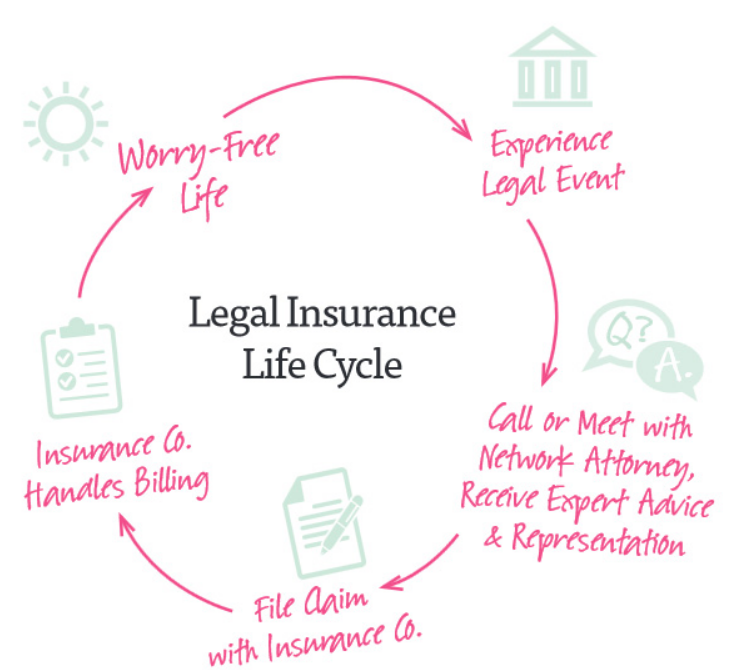 Worry-Free
Life
Experience
Legal Event
Legal Insurance
Life Cycle
Q?
A.
Call or Meet with
Network Attorney,
Receive Expert Advice
& Representation
File Claim
with Insurance Co.
Insurance Co.
Handles Billing